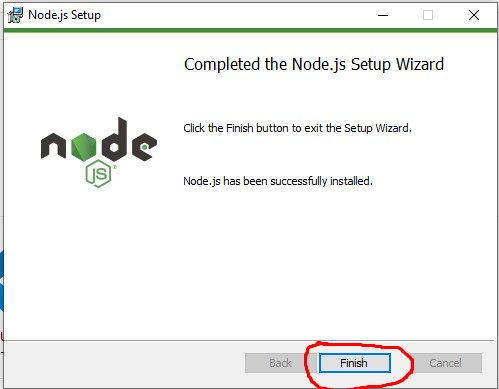 Node.js Setup
Completed the Node.js Setup Wizard
Click the Finish button to exit the Setup Wizard.
node
JS
Node.js has been successfully installed.
Back
Finish
Cancel